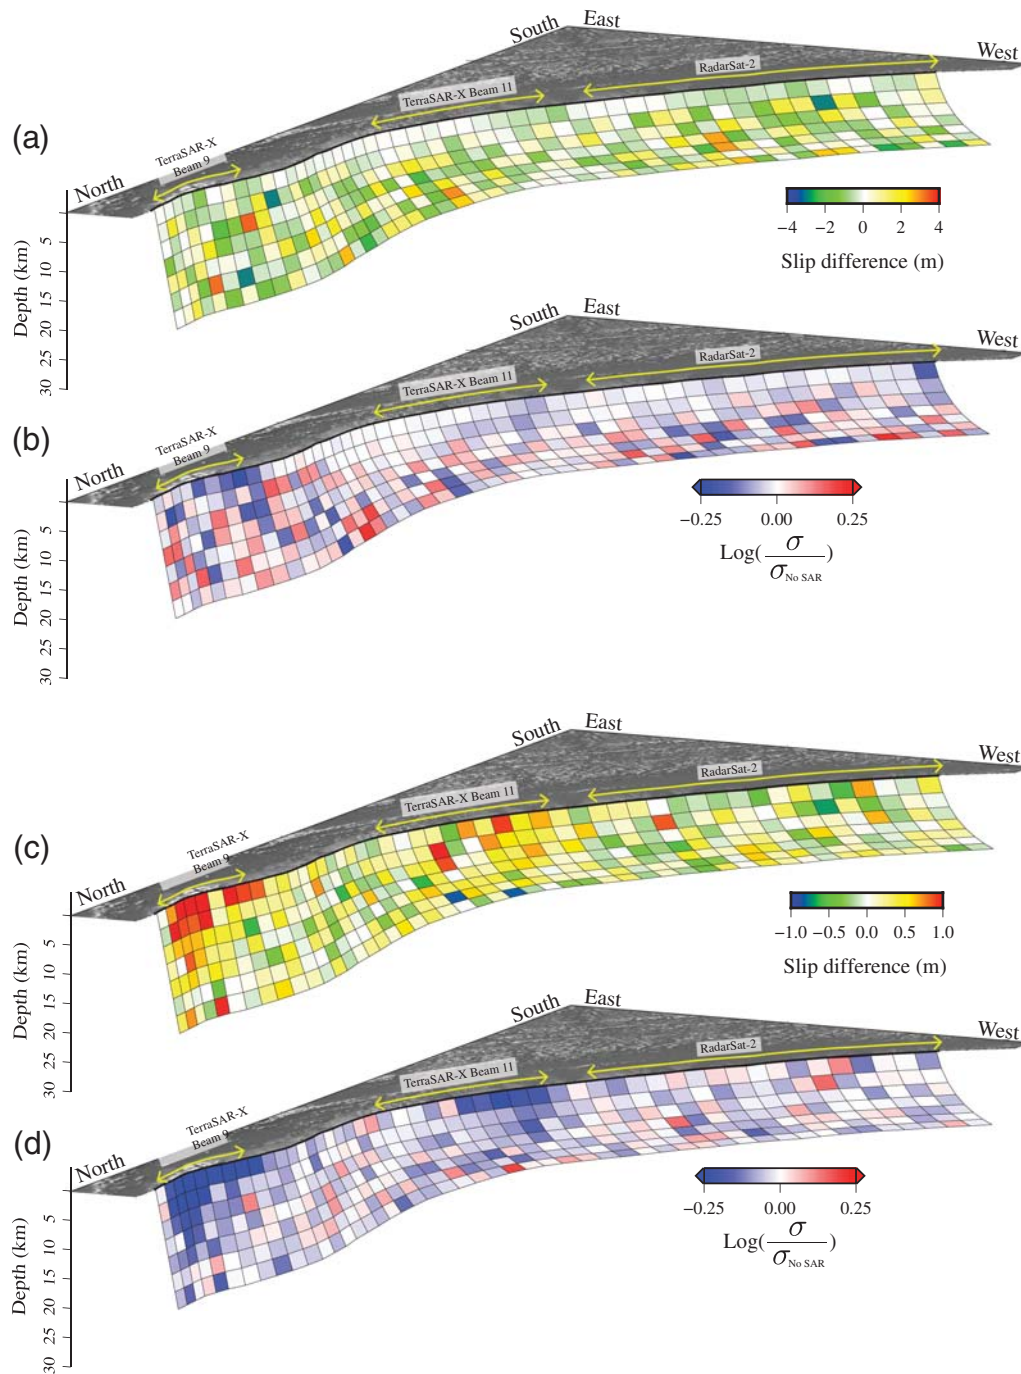 (a)
South East
West
RadarSat-2
TerraSAR-X Beam 11
TerraSAR-X
Beam 9
North
Depth (km)
5
10
15
20
25
30
−4 −2 0 2 4
Slip difference (m)
(b)
South East
West
RadarSat-2
TerraSAR-X Beam 11
TerraSAR-X
Beam 9
North
Depth (km)
5
10
15
20
25
30
−0.25 0.00 0.25
Log(σ/σNo SAR)
(c)
South East
West
RadarSat-2
TerraSAR-X Beam 11
TerraSAR-X
Beam 9
North
Depth (km)
5
10
15
20
25
30
−1.0 −0.5 0.0 0.5 1.0
Slip difference (m)
(d)
South East
West
RadarSat-2
TerraSAR-X Beam 11
TerraSAR-X
Beam 9
North
Depth (km)
5
10
15
20
25
30
−0.25 0.00 0.25
Log(σ/σNo SAR)